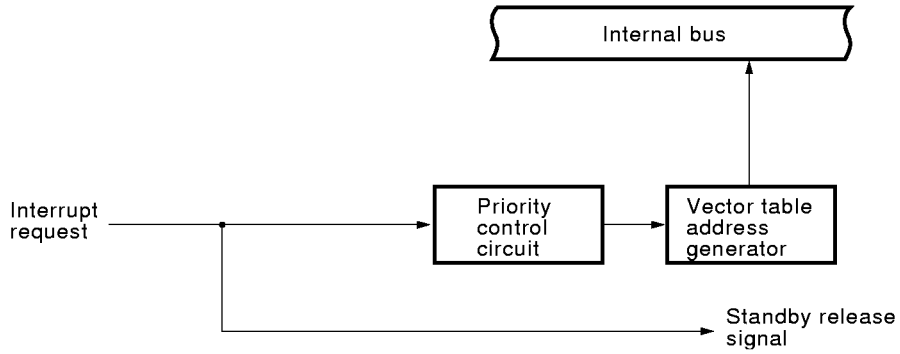 Internal bus
Interrupt
request
Priority
control
circuit
Vector table
address
generator
Standby release
signal